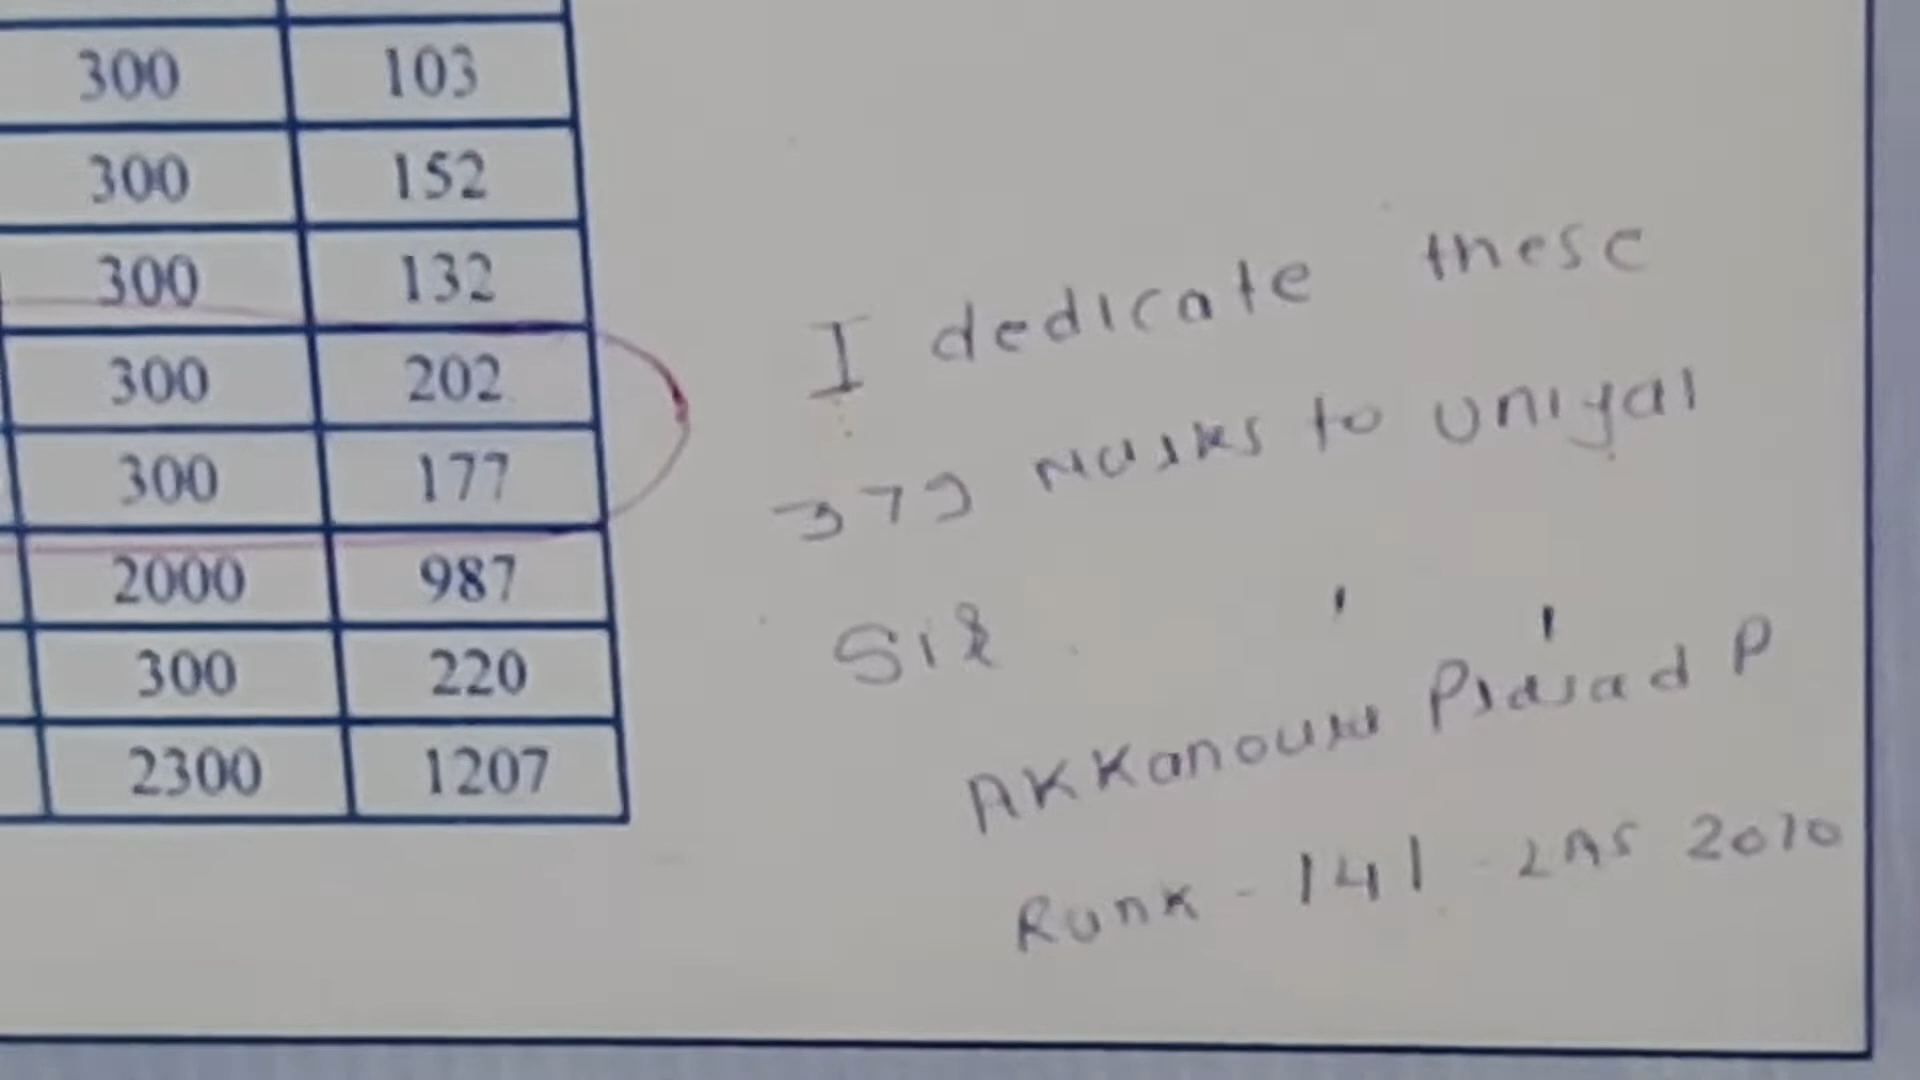 300 103
300 152
300 132
300 202
300 177
2000 987
300 220
2300 1207
I dedicate these
379 Marks to Uniyal
Sir
AKKanouru Prasad P
Rank - 141 - IAS 2010